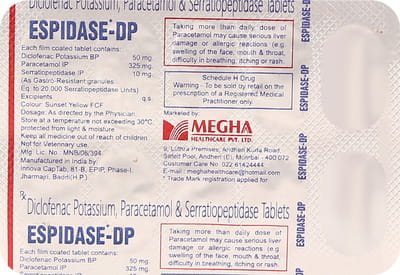 Diclofenac Potassium, Paracetamol & Serratiopeptidase Tablets
ESPIDASE-DP
Each film coated tablet contains:
Diclofenac Potassium BP 50 mg
Paracetamol IP 325 mg
Serratiopeptidase IP 10 mg
(As Gastro-Resistant granules
Eq. to 20,000 Serratiopeptidase Units)
Excipients q.s
Colour: Sunset Yellow FCF
Dosage: As directed by the Physician.
Store at a temperature not exceeding 30°C,
protected from light & moisture
Keep all medicine out of reach of children
Not for Veterinary use.
Mfg. Lic. No. MNB/06/394
Manufactured in India by
Innova CapTab, 81-B, EPIP, Phase-I,
Jharmajri, Baddi(H.P.)
Taking more than daily dose of
Paracetamol may cause serious liver
damage or allergic reactions (e.g.
swelling of the face, mouth & throat,
difficulty in breathing, itching or rash.
Schedule H Drug
Warning - To be sold by retail on the
prescription of a Registered Medical
Practitioner only.
Marketed by:
MEGHA
HEALTHCARE PVT. LTD.
9, Luthra Premises, Andheri Kurla Road
Safeet Pool, Andheri (E), Mumbai - 400 072
Customer Care No. 022 61424444
E-mail : meghahealthcare@hotmail.com
* Trade Mark registration applied for
ESPIDASE-DP
ESPIDASE-DP
ESPIDASE-DP
ESPIDASE-DP
Rx Diclofenac Potassium, Paracetamol & Serratiopeptidase Tablets
ESPIDASE-DP
Each film coated tablet contains:
Diclofenac Potassium BP 50 mg
Paracetamol IP 325 mg
Taking more than daily dose of
Paracetamol may cause serious liver
damage or allergic reactions (e.g
swelling of the face, mouth & throat,
difficulty in breathing, itching or rash.